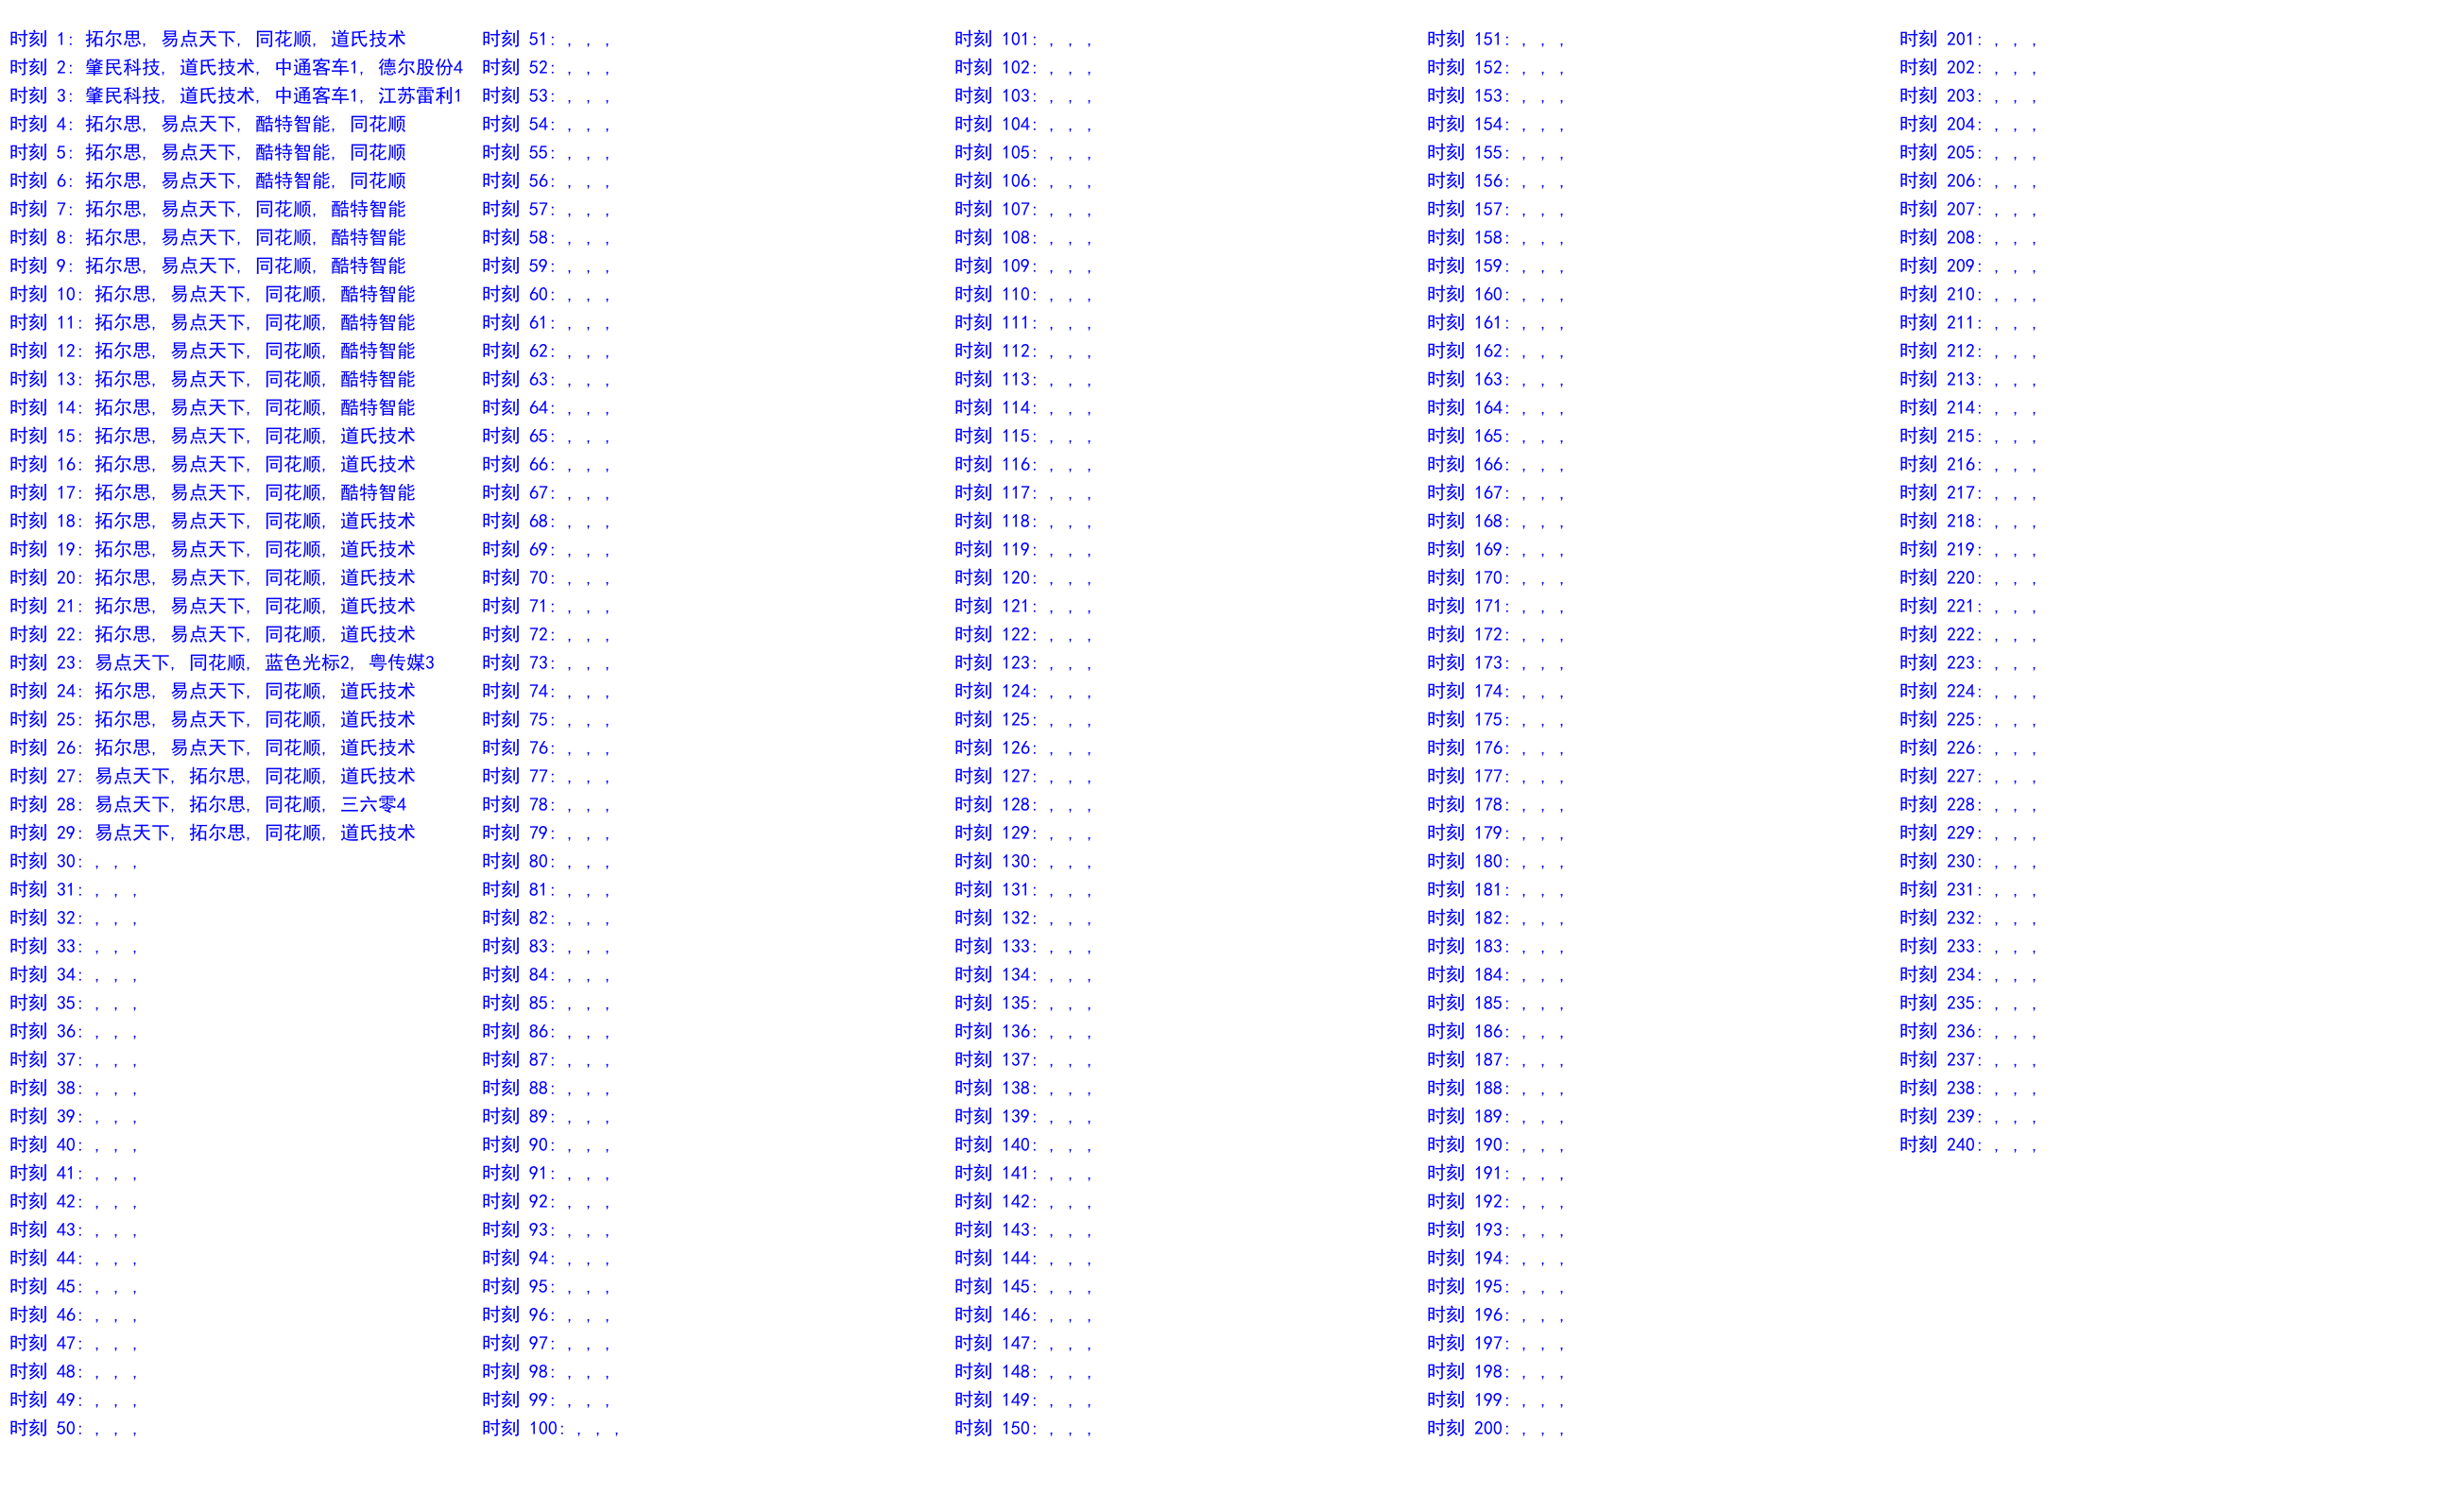 时刻 1: 拓尔思, 易点天下, 同花顺, 道氏技术
时刻 2: 肇民科技, 道氏技术, 中通客车1, 德尔股份4
时刻 3: 肇民科技, 道氏技术, 中通客车1, 江苏雷利1
时刻 4: 拓尔思, 易点天下, 酷特智能, 同花顺
时刻 5: 拓尔思, 易点天下, 酷特智能, 同花顺
时刻 6: 拓尔思, 易点天下, 酷特智能, 同花顺
时刻 7: 拓尔思, 易点天下, 同花顺, 酷特智能
时刻 8: 拓尔思, 易点天下, 同花顺, 酷特智能
时刻 9: 拓尔思, 易点天下, 同花顺, 酷特智能
时刻 10: 拓尔思, 易点天下, 同花顺, 酷特智能
时刻 11: 拓尔思, 易点天下, 同花顺, 酷特智能
时刻 12: 拓尔思, 易点天下, 同花顺, 酷特智能
时刻 13: 拓尔思, 易点天下, 同花顺, 酷特智能
时刻 14: 拓尔思, 易点天下, 同花顺, 酷特智能
时刻 15: 拓尔思, 易点天下, 同花顺, 道氏技术
时刻 16: 拓尔思, 易点天下, 同花顺, 道氏技术
时刻 17: 拓尔思, 易点天下, 同花顺, 酷特智能
时刻 18: 拓尔思, 易点天下, 同花顺, 道氏技术
时刻 19: 拓尔思, 易点天下, 同花顺, 道氏技术
时刻 20: 拓尔思, 易点天下, 同花顺, 道氏技术
时刻 21: 拓尔思, 易点天下, 同花顺, 道氏技术
时刻 22: 拓尔思, 易点天下, 同花顺, 道氏技术
时刻 23: 易点天下, 同花顺, 蓝色光标2, 粤传媒3
时刻 24: 拓尔思, 易点天下, 同花顺, 道氏技术
时刻 25: 拓尔思, 易点天下, 同花顺, 道氏技术
时刻 26: 拓尔思, 易点天下, 同花顺, 道氏技术
时刻 27: 易点天下, 拓尔思, 同花顺, 道氏技术
时刻 28: 易点天下, 拓尔思, 同花顺, 三六零4
时刻 29: 易点天下, 拓尔思, 同花顺, 道氏技术
时刻 30: , , ,
时刻 31: , , ,
时刻 32: , , ,
时刻 33: , , ,
时刻 34: , , ,
时刻 35: , , ,
时刻 36: , , ,
时刻 37: , , ,
时刻 38: , , ,
时刻 39: , , ,
时刻 40: , , ,
时刻 41: , , ,
时刻 42: , , ,
时刻 43: , , ,
时刻 44: , , ,
时刻 45: , , ,
时刻 46: , , ,
时刻 47: , , ,
时刻 48: , , ,
时刻 49: , , ,
时刻 50: , , ,
时刻 51: , , ,
时刻 52: , , ,
时刻 53: , , ,
时刻 54: , , ,
时刻 55: , , ,
时刻 56: , , ,
时刻 57: , , ,
时刻 58: , , ,
时刻 59: , , ,
时刻 60: , , ,
时刻 61: , , ,
时刻 62: , , ,
时刻 63: , , ,
时刻 64: , , ,
时刻 65: , , ,
时刻 66: , , ,
时刻 67: , , ,
时刻 68: , , ,
时刻 69: , , ,
时刻 70: , , ,
时刻 71: , , ,
时刻 72: , , ,
时刻 73: , , ,
时刻 74: , , ,
时刻 75: , , ,
时刻 76: , , ,
时刻 77: , , ,
时刻 78: , , ,
时刻 79: , , ,
时刻 80: , , ,
时刻 81: , , ,
时刻 82: , , ,
时刻 83: , , ,
时刻 84: , , ,
时刻 85: , , ,
时刻 86: , , ,
时刻 87: , , ,
时刻 88: , , ,
时刻 89: , , ,
时刻 90: , , ,
时刻 91: , , ,
时刻 92: , , ,
时刻 93: , , ,
时刻 94: , , ,
时刻 95: , , ,
时刻 96: , , ,
时刻 97: , , ,
时刻 98: , , ,
时刻 99: , , ,
时刻 100: , , ,
时刻 101: , , ,
时刻 102: , , ,
时刻 103: , , ,
时刻 104: , , ,
时刻 105: , , ,
时刻 106: , , ,
时刻 107: , , ,
时刻 108: , , ,
时刻 109: , , ,
时刻 110: , , ,
时刻 111: , , ,
时刻 112: , , ,
时刻 113: , , ,
时刻 114: , , ,
时刻 115: , , ,
时刻 116: , , ,
时刻 117: , , ,
时刻 118: , , ,
时刻 119: , , ,
时刻 120: , , ,
时刻 121: , , ,
时刻 122: , , ,
时刻 123: , , ,
时刻 124: , , ,
时刻 125: , , ,
时刻 126: , , ,
时刻 127: , , ,
时刻 128: , , ,
时刻 129: , , ,
时刻 130: , , ,
时刻 131: , , ,
时刻 132: , , ,
时刻 133: , , ,
时刻 134: , , ,
时刻 135: , , ,
时刻 136: , , ,
时刻 137: , , ,
时刻 138: , , ,
时刻 139: , , ,
时刻 140: , , ,
时刻 141: , , ,
时刻 142: , , ,
时刻 143: , , ,
时刻 144: , , ,
时刻 145: , , ,
时刻 146: , , ,
时刻 147: , , ,
时刻 148: , , ,
时刻 149: , , ,
时刻 150: , , ,
时刻 151: , , ,
时刻 152: , , ,
时刻 153: , , ,
时刻 154: , , ,
时刻 155: , , ,
时刻 156: , , ,
时刻 157: , , ,
时刻 158: , , ,
时刻 159: , , ,
时刻 160: , , ,
时刻 161: , , ,
时刻 162: , , ,
时刻 163: , , ,
时刻 164: , , ,
时刻 165: , , ,
时刻 166: , , ,
时刻 167: , , ,
时刻 168: , , ,
时刻 169: , , ,
时刻 170: , , ,
时刻 171: , , ,
时刻 172: , , ,
时刻 173: , , ,
时刻 174: , , ,
时刻 175: , , ,
时刻 176: , , ,
时刻 177: , , ,
时刻 178: , , ,
时刻 179: , , ,
时刻 180: , , ,
时刻 181: , , ,
时刻 182: , , ,
时刻 183: , , ,
时刻 184: , , ,
时刻 185: , , ,
时刻 186: , , ,
时刻 187: , , ,
时刻 188: , , ,
时刻 189: , , ,
时刻 190: , , ,
时刻 191: , , ,
时刻 192: , , ,
时刻 193: , , ,
时刻 194: , , ,
时刻 195: , , ,
时刻 196: , , ,
时刻 197: , , ,
时刻 198: , , ,
时刻 199: , , ,
时刻 200: , , ,
时刻 201: , , ,
时刻 202: , , ,
时刻 203: , , ,
时刻 204: , , ,
时刻 205: , , ,
时刻 206: , , ,
时刻 207: , , ,
时刻 208: , , ,
时刻 209: , , ,
时刻 210: , , ,
时刻 211: , , ,
时刻 212: , , ,
时刻 213: , , ,
时刻 214: , , ,
时刻 215: , , ,
时刻 216: , , ,
时刻 217: , , ,
时刻 218: , , ,
时刻 219: , , ,
时刻 220: , , ,
时刻 221: , , ,
时刻 222: , , ,
时刻 223: , , ,
时刻 224: , , ,
时刻 225: , , ,
时刻 226: , , ,
时刻 227: , , ,
时刻 228: , , ,
时刻 229: , , ,
时刻 230: , , ,
时刻 231: , , ,
时刻 232: , , ,
时刻 233: , , ,
时刻 234: , , ,
时刻 235: , , ,
时刻 236: , , ,
时刻 237: , , ,
时刻 238: , , ,
时刻 239: , , ,
时刻 240: , , ,